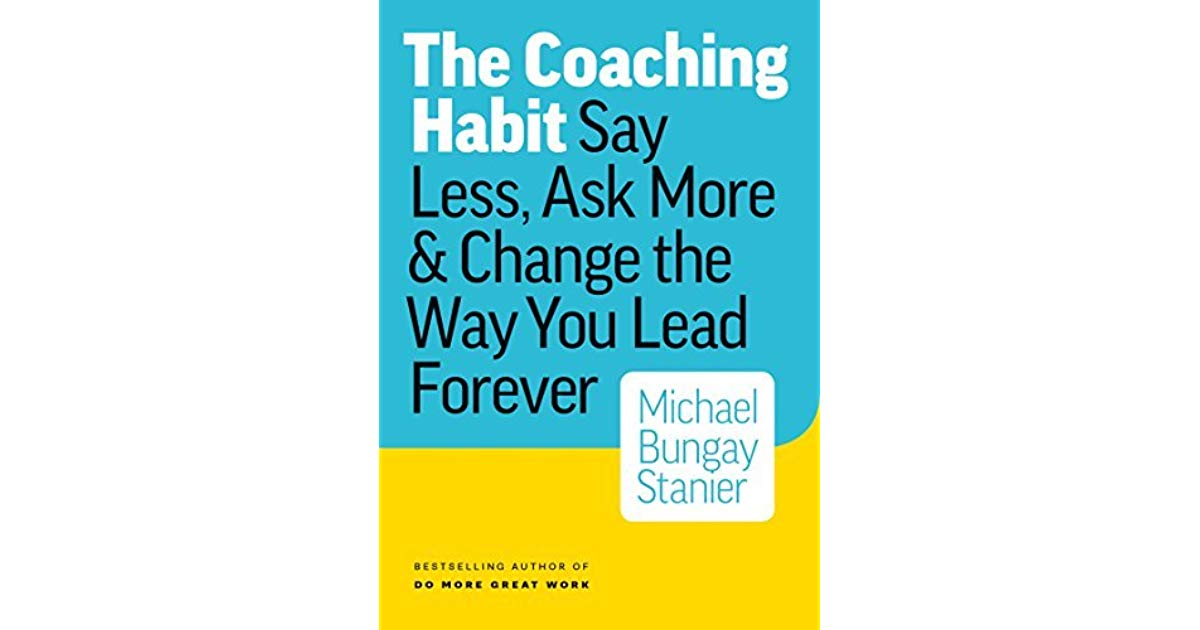 The Coaching
Habit Say
Less, Ask More
& Change the
Way You Lead
Forever
Michael
Bungay
Stanier
BESTSELLING AUTHOR OF
DO MORE GREAT WORK